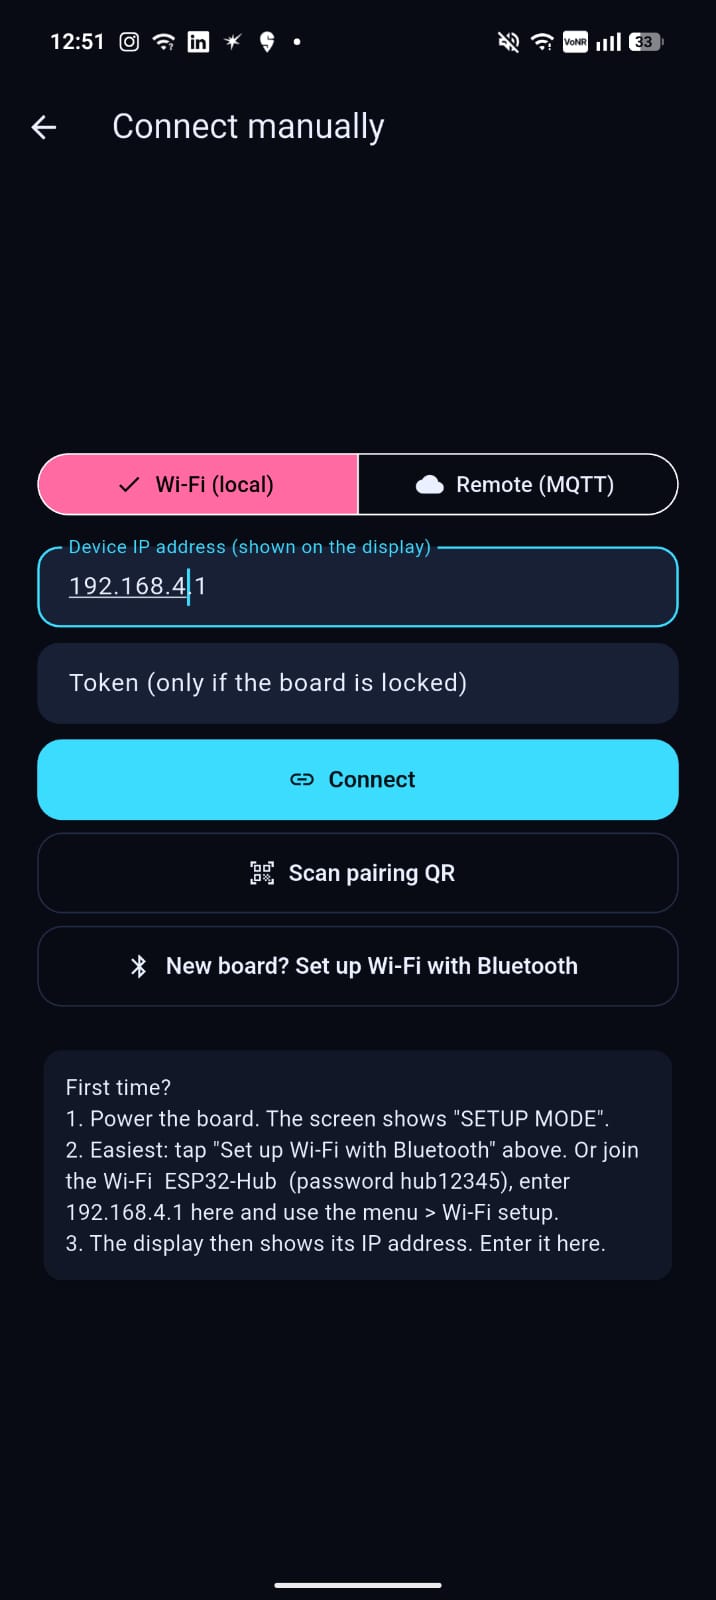 12:51
VoNR
33
Connect manually
Wi-Fi (local)
Remote (MQTT)
Device IP address (shown on the display)
192.168.4.1
Token (only if the board is locked)
Connect
Scan pairing QR
New board? Set up Wi-Fi with Bluetooth
First time?
1. Power the board. The screen shows "SETUP MODE".
2. Easiest: tap "Set up Wi-Fi with Bluetooth" above. Or join
the Wi-Fi  ESP32-Hub  (password hub12345), enter
192.168.4.1 here and use the menu > Wi-Fi setup.
3. The display then shows its IP address. Enter it here.